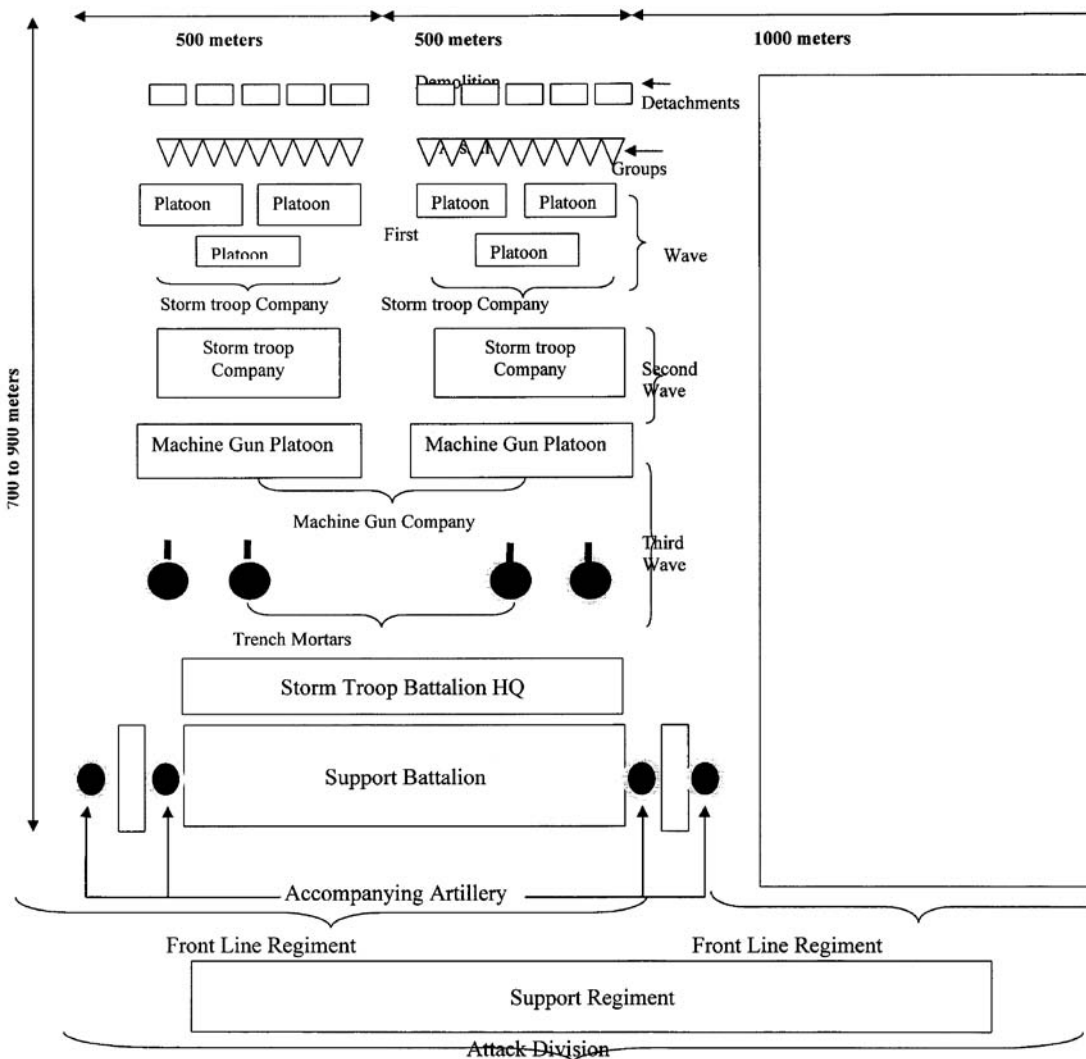 500 meters
500 meters
1000 meters
Demolition
Detachments
Groups
Platoon
Platoon
Platoon
Platoon
First
Platoon
Platoon
Wave
Storm troop Company
Storm troop Company
Storm troop
Company
Storm troop
Company
Second
Wave
700 to 900 meters
Machine Gun Platoon
Machine Gun Platoon
Machine Gun Company
Third
Wave
Trench Mortars
Storm Troop Battalion HQ
Support Battalion
Accompanying Artillery
Front Line Regiment
Front Line Regiment
Support Regiment
Attack Division